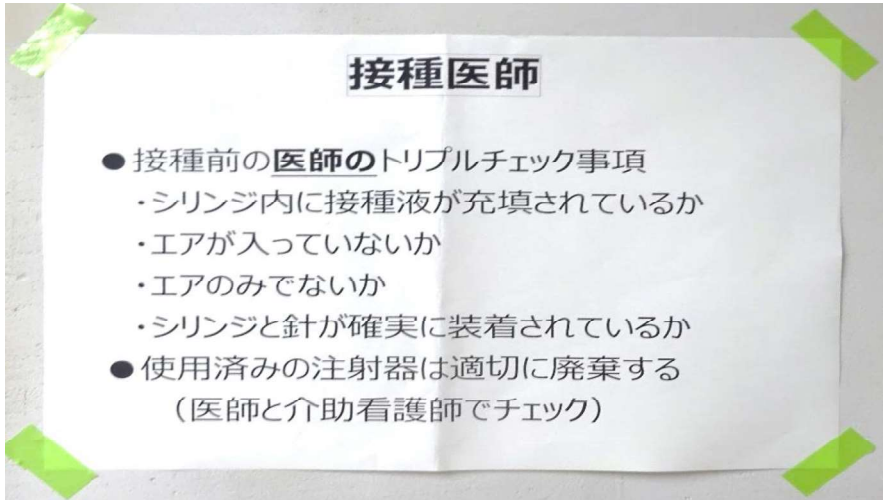 接種医師
●接種前の医師のトリプルチェック事項
・シリンジ内に接種液が充填されているか
・エアが入っていないか
・エアのみでないか
・シリンジと針が確実に装着されているか
●使用済みの注射器は適切に廃棄する
（医師と介助看護師でチェック）